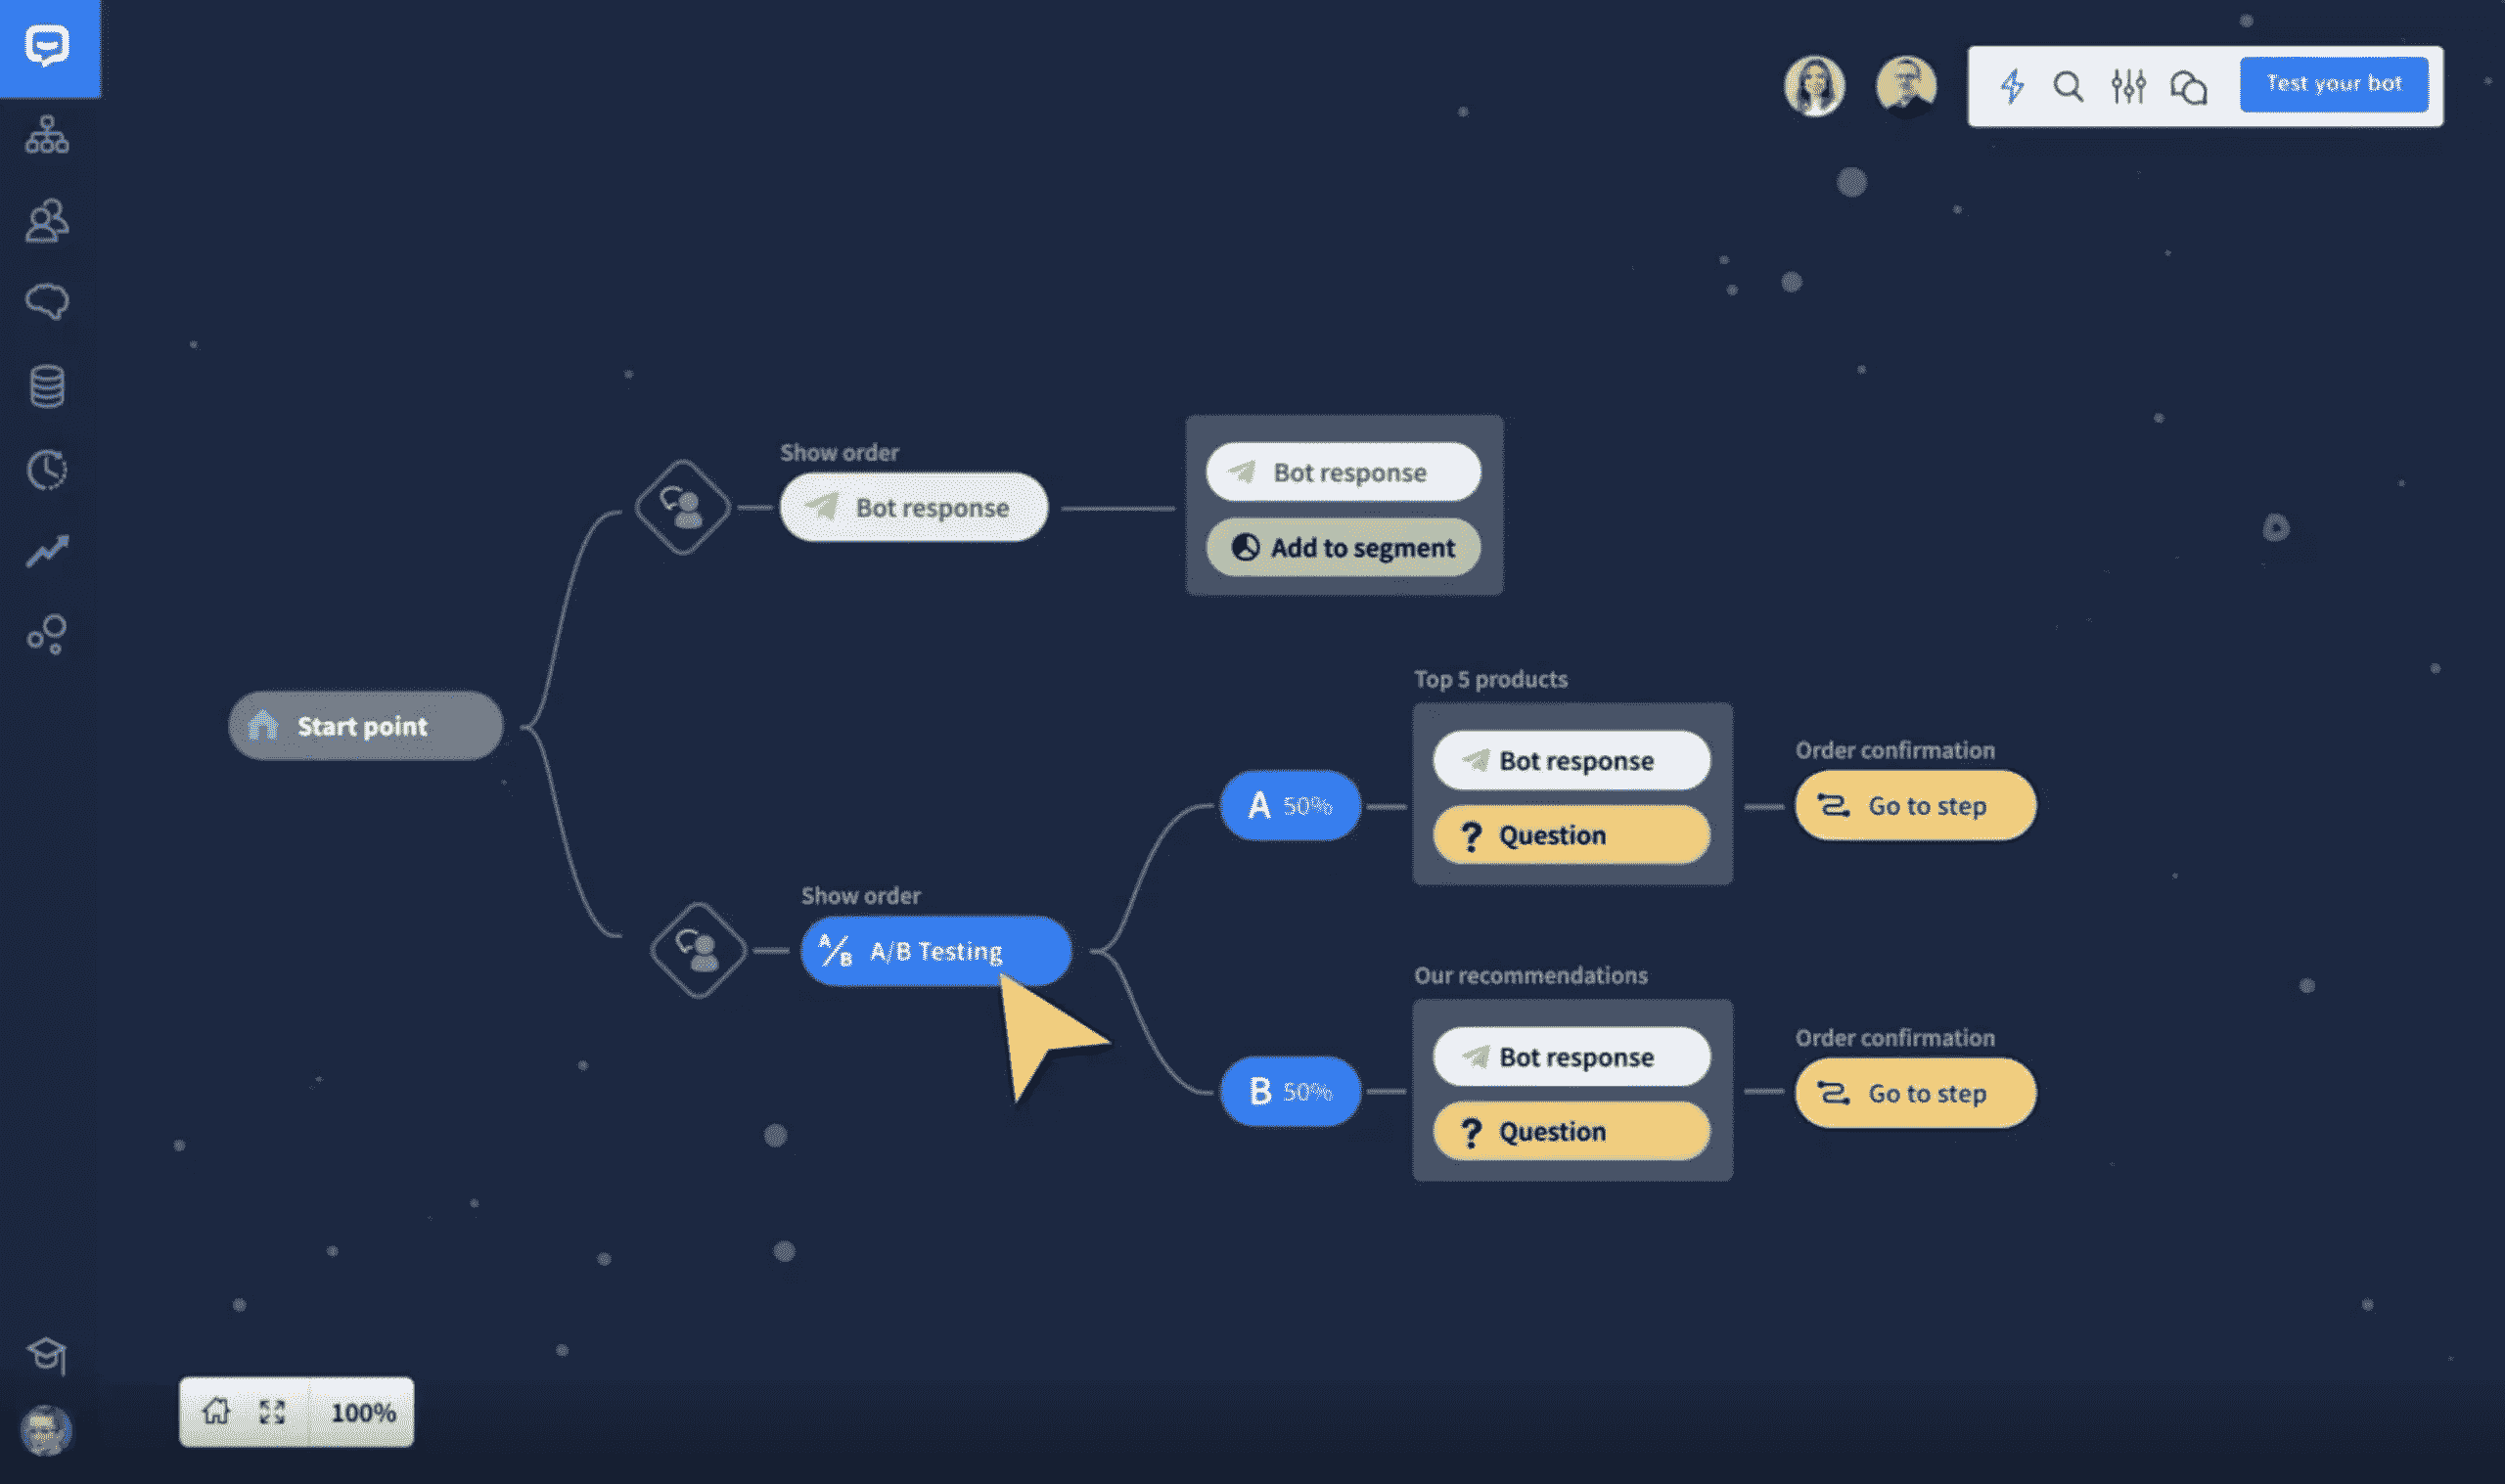 Test your bot
Show order
Bot response
Bot response
Add to segment
Start point
Show order
A/B A/B Testing
A 50%
Top 5 products
Bot response
? Question
Order confirmation
Go to step
B 50%
Our recommendations
Bot response
? Question
Order confirmation
Go to step
100%